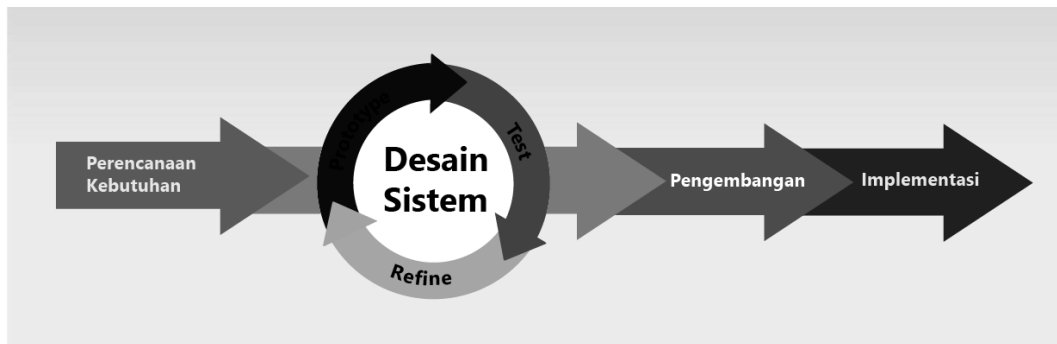 Perencanaan
Kebutuhan
Prototype
Test
Refine
Desain
Sistem
Pengembangan
Implementasi